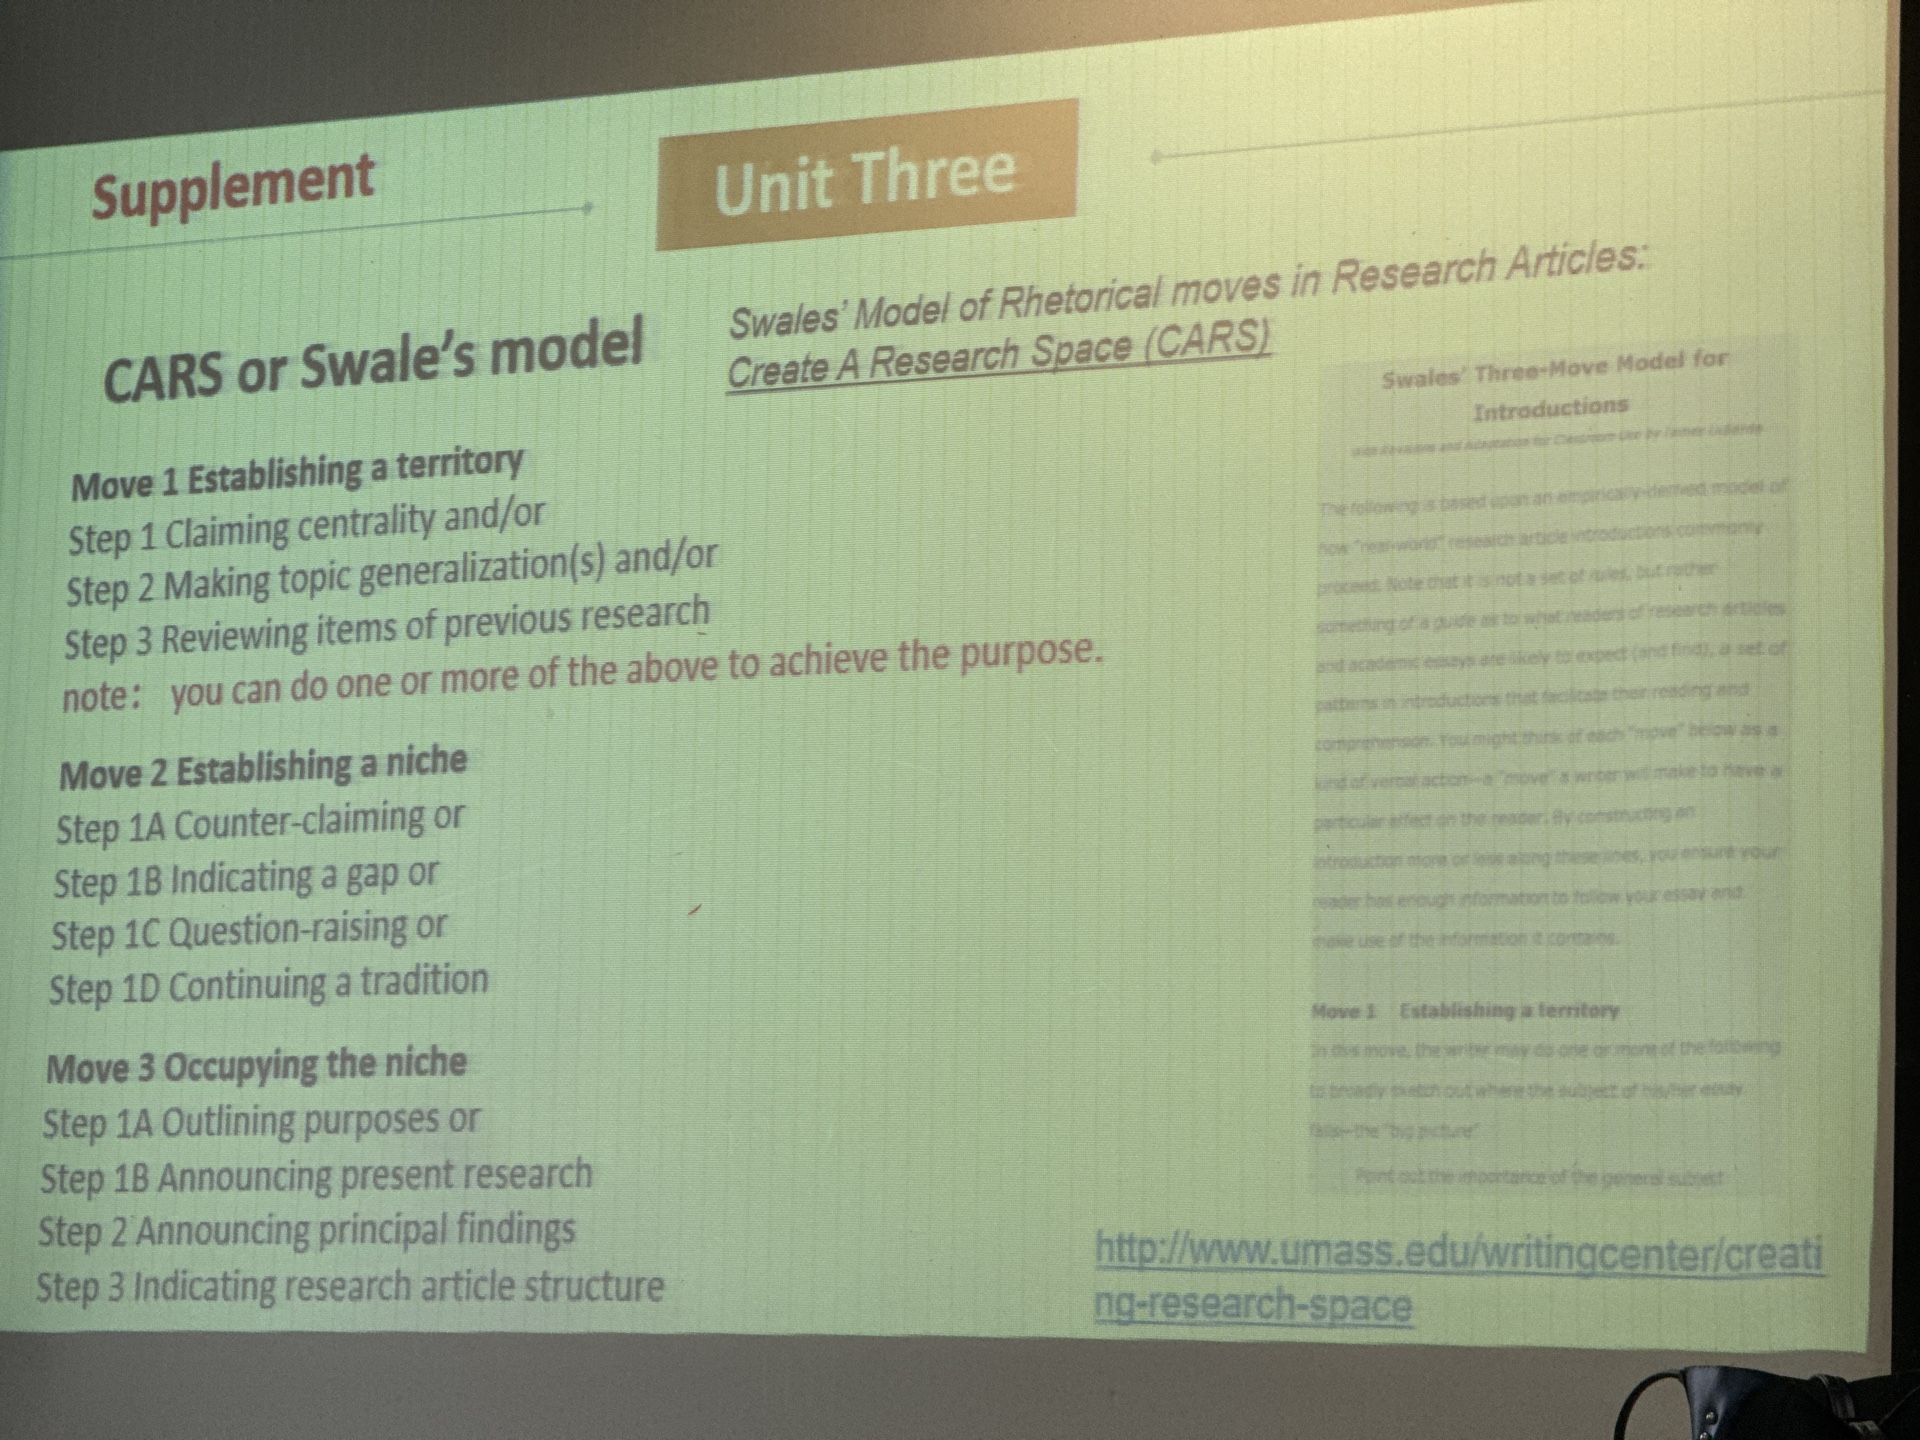 Supplement
Unit Three
CARS or Swale's model
Swales' Model of Rhetorical moves in Research Articles:
Create A Research Space (CARS)
Move 1 Establishing a territory
Step 1 Claiming centrality and/or
Step 2 Making topic generalization(s) and/or
Step 3 Reviewing items of previous research
note: you can do one or more of the above to achieve the purpose.
Move 2 Establishing a niche
Step 1A Counter-claiming or
Step 1B Indicating a gap or
Step 1C Question-raising or
Step 1D Continuing a tradition
Move 3 Occupying the niche
Step 1A Outlining purposes or
Step 1B Announcing present research
Step 2 Announcing principal findings
Step 3 Indicating research article structure
Swales' Three-Move Model for
Introductions
The following is based upon an empirically-derived model of
how "real-world" research article introductions commonly
proceed. Note that it is not a set of rules, but rather
something of a guide as to what readers of research articles
and academic essays are likely to expect (and find), a set of
patterns in introductions that facilitate their reading and
comprehension. You might think of each "move" below as a
kind of verbal action—a "move" a writer will make to have a
particular effect on the reader. By constructing an
introduction more or less along these lines, you ensure your
reader has enough information to follow your essay and
make use of the information it contains.
Move 1 Establishing a territory
In this move, the writer may do one or more of the following
to broadly sketch out where the subject of his/her essay
falls—the "big picture"
Point out the importance of the general subject
http://www.umass.edu/writingcenter/creati
ng-research-space